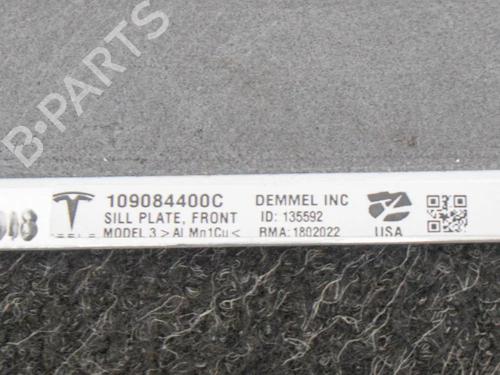 B-PARTS
109084400C DEMMEL INC
SILL PLATE, FRONT ID: 135592
MODEL 3 > Al Mn1Cu < RMA: 1802022 USA